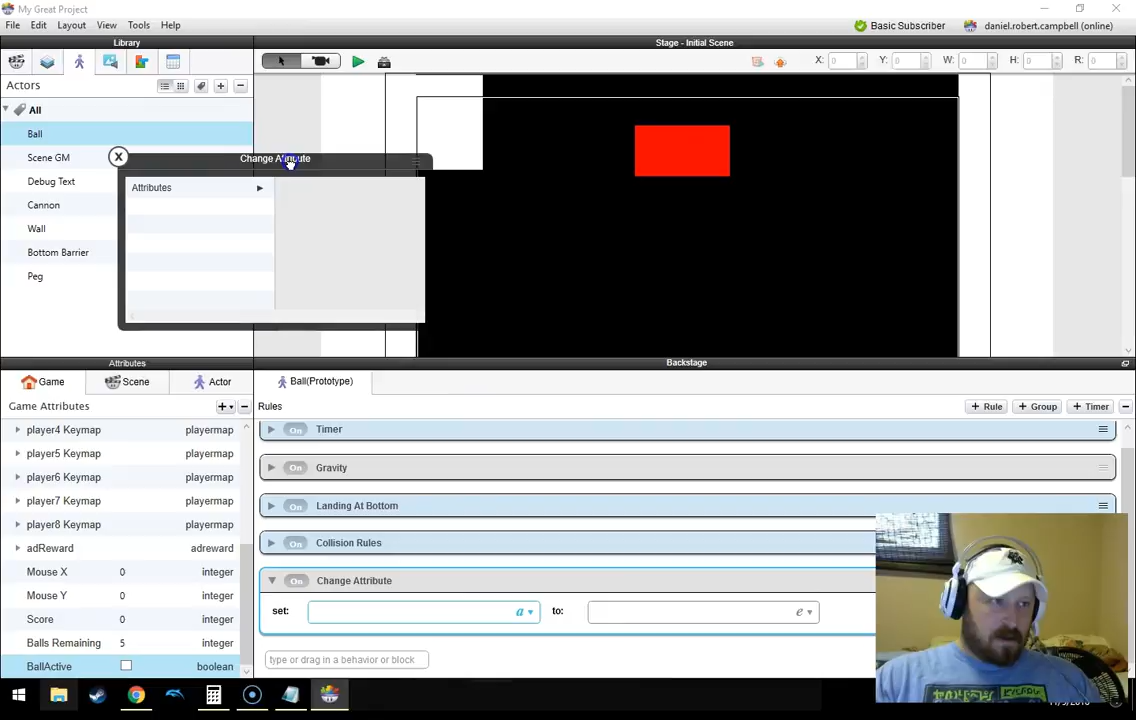 My Great Project
File Edit Layout View Tools Help
Basic Subscriber
daniel.robert.campbell (online)
Library
Stage - Initial Scene
X: 0 Y: 0 W: 0 H: 0 R: 0
Actors
All
Ball
Scene GM
Debug Text
Cannon
Wall
Bottom Barrier
Peg
Change Attribute
Attributes
Attributes
Backstage
Game
Scene
Actor
Ball(Prototype)
Game Attributes
Rules
+ Rule
+ Group
+ Timer
player4 Keymap playermap
player5 Keymap playermap
player6 Keymap playermap
player7 Keymap playermap
player8 Keymap playermap
adReward adreward
Mouse X 0 integer
Mouse Y 0 integer
Score 0 integer
Balls Remaining 5 integer
BallActive boolean
On Timer
On Gravity
On Landing At Bottom
On Collision Rules
On Change Attribute
set: a to: e
type or drag in a behavior or block